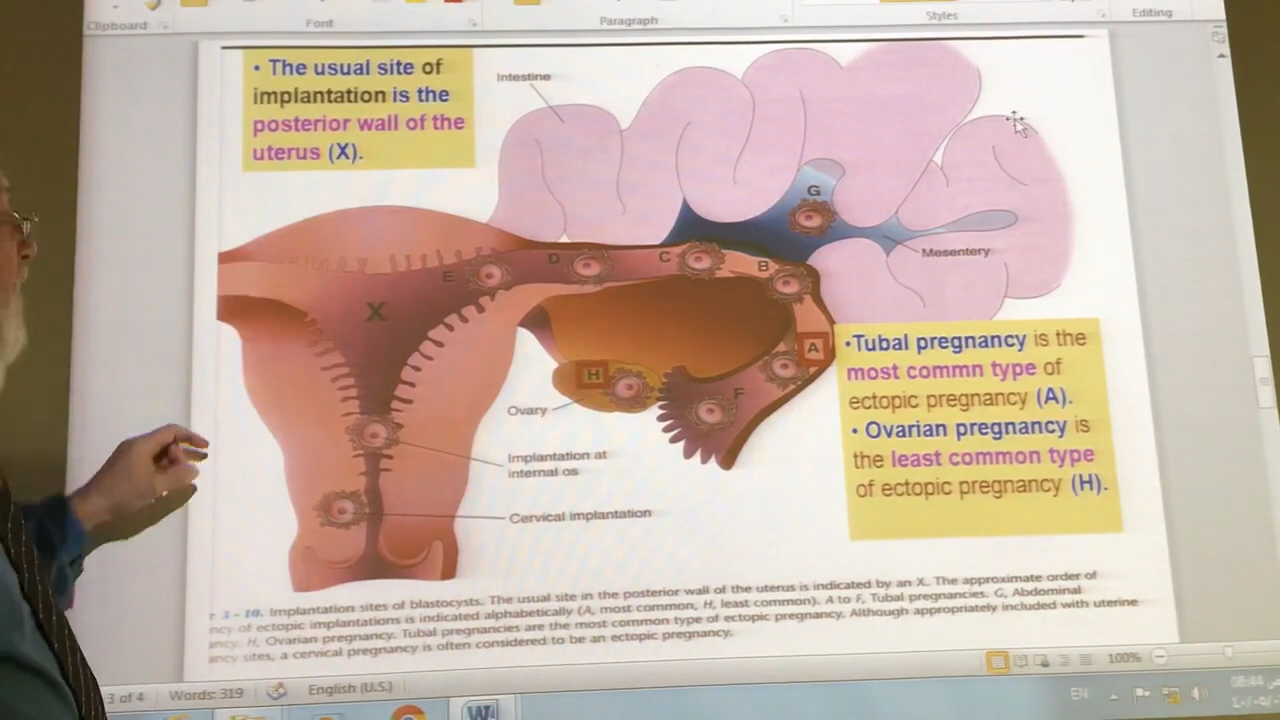 Clipboard
Font
Paragraph
Styles
Editing
• The usual site of
implantation is the
posterior wall of the
uterus (X).
Intestine
G
Mesentery
E
D
C
B
X
A
H
F
Ovary
Implantation at
internal os
Cervical implantation
•Tubal pregnancy is the
most commn type of
ectopic pregnancy (A).
• Ovarian pregnancy is
the least common type
of ectopic pregnancy (H).
3–10. Implantation sites of blastocysts. The usual site in the posterior wall of the uterus is indicated by an X. The approximate order of
ncy of ectopic implantations is indicated alphabetically (A, most common, H, least common). A to F, Tubal pregnancies. G, Abdominal
ancy. H, Ovarian pregnancy. Tubal pregnancies are the most common type of ectopic pregnancy. Although appropriately included with uterine
ancy sites, a cervical pregnancy is often considered to be an ectopic pregnancy.
3 of 4
Words: 319
English (U.S.)
100%
EN
08:44 ص